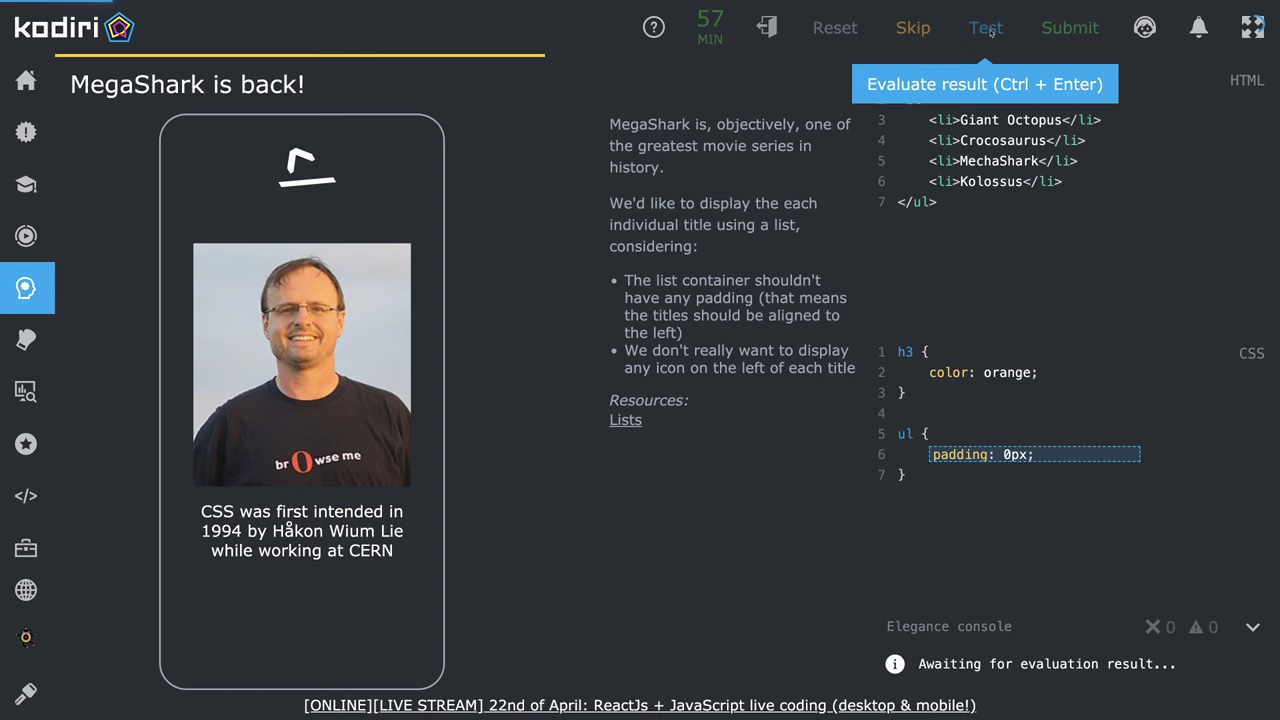 kodiri
57
MIN
Reset
Skip
Test
Submit
MegaShark is back!
Evaluate result (Ctrl + Enter)
HTML
MegaShark is, objectively, one of
the greatest movie series in
history.
We'd like to display the each
individual title using a list,
considering:
• The list container shouldn't
have any padding (that means
the titles should be aligned to
the left)
• We don't really want to display
any icon on the left of each title
Resources:
Lists
3 <li>Giant Octopus</li>
4 <li>Crocosaurus</li>
5 <li>MechaShark</li>
6 <li>Kolossus</li>
7 </ul>
CSS
1 h3 {
2 color: orange;
3 }
4
5 ul {
6 padding: 0px;
7 }
br O wse me
CSS was first intended in
1994 by Håkon Wium Lie
while working at CERN
Elegance console
0
0
Awaiting for evaluation result...
[ONLINE][LIVE STREAM] 22nd of April: ReactJs + JavaScript live coding (desktop & mobile!)